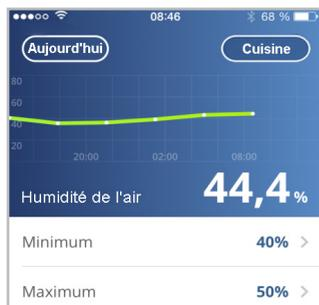 08:46 68 %
Aujourd'hui Cuisine
80
60
40
20
20:00 02:00 08:00
Humidité de l'air 44,4 %
Minimum 40%
Maximum 50%